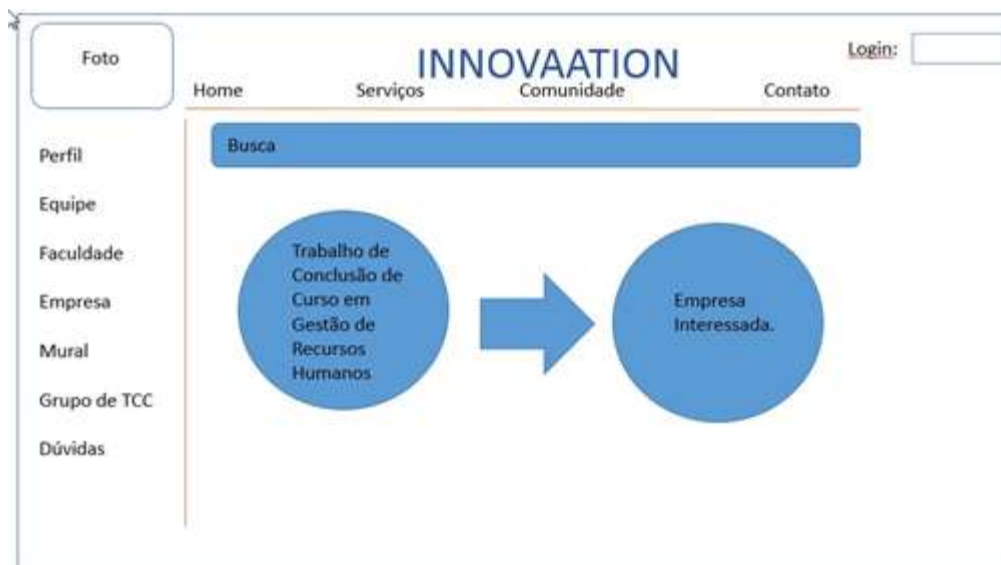 Foto
INNOVAATION
Login:
Home Serviços Comunidade Contato
Busca
Perfil
Equipe
Faculdade
Empresa
Mural
Grupo de TCC
Dúvidas
Trabalho de
Conclusão de
Curso em
Gestão de
Recursos
Humanos
Empresa
Interessada.